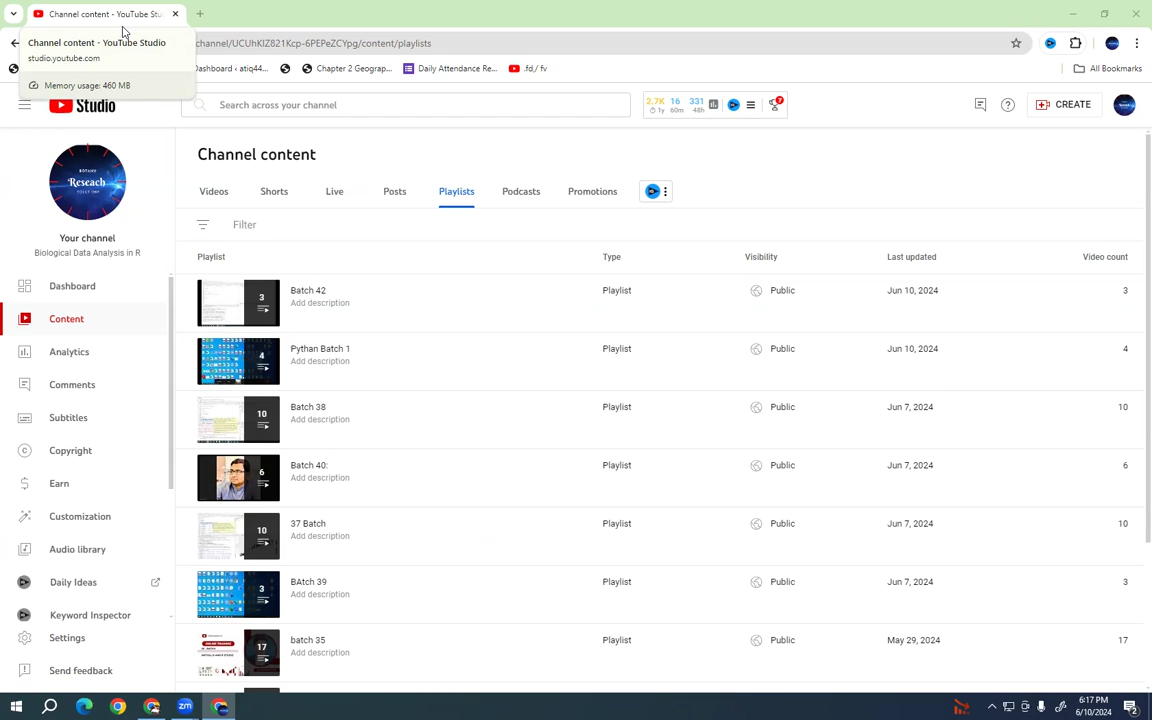 Channel content - YouTube Stu
Channel content - YouTube Studio
studio.youtube.com
Memory usage: 460 MB
channel/UCUhKIZ821Kcp-6PEPeZCYpg/content/playlists
Dashboard ‹ atiq44...
Chapter 2 Geograp...
Daily Attendance Re...
.fd,/ fv
All Bookmarks
Studio
Search across your channel
2.7K 16 331
1y 60m 48h
7
CREATE
BOTANY
Reseach
Your channel
Biological Data Analysis in R
Dashboard
Content
Analytics
Comments
Subtitles
Copyright
Earn
Customization
Audio library
Daily Ideas
Keyword Inspector
Settings
Send feedback
Channel content
Videos Shorts Live Posts Playlists Podcasts Promotions
Filter
Playlist Type Visibility Last updated Video count
3 Batch 42 Playlist Public Jun 10, 2024 3
Add description
4 Pythan Batch 1 Playlist Public Jun 10, 2024 4
Add description
10 Batch 38 Playlist Public Jun 7, 2024 10
Add description
6 Batch 40: Playlist Public Jun 7, 2024 6
Add description
10 37 Batch Playlist Public Jun 7, 2024 10
Add description
3 BAtch 39 Playlist Public Jun 7, 2024 3
Add description
17 batch 35 Playlist Public May 29, 2024 17
Add description
6:17 PM
6/10/2024
2